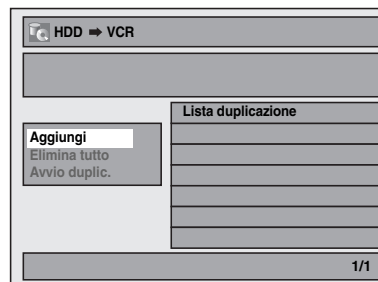 HDD ➡ VCR
Lista duplicazione
Aggiungi
Elimina tutto
Avvio duplic.
1/1